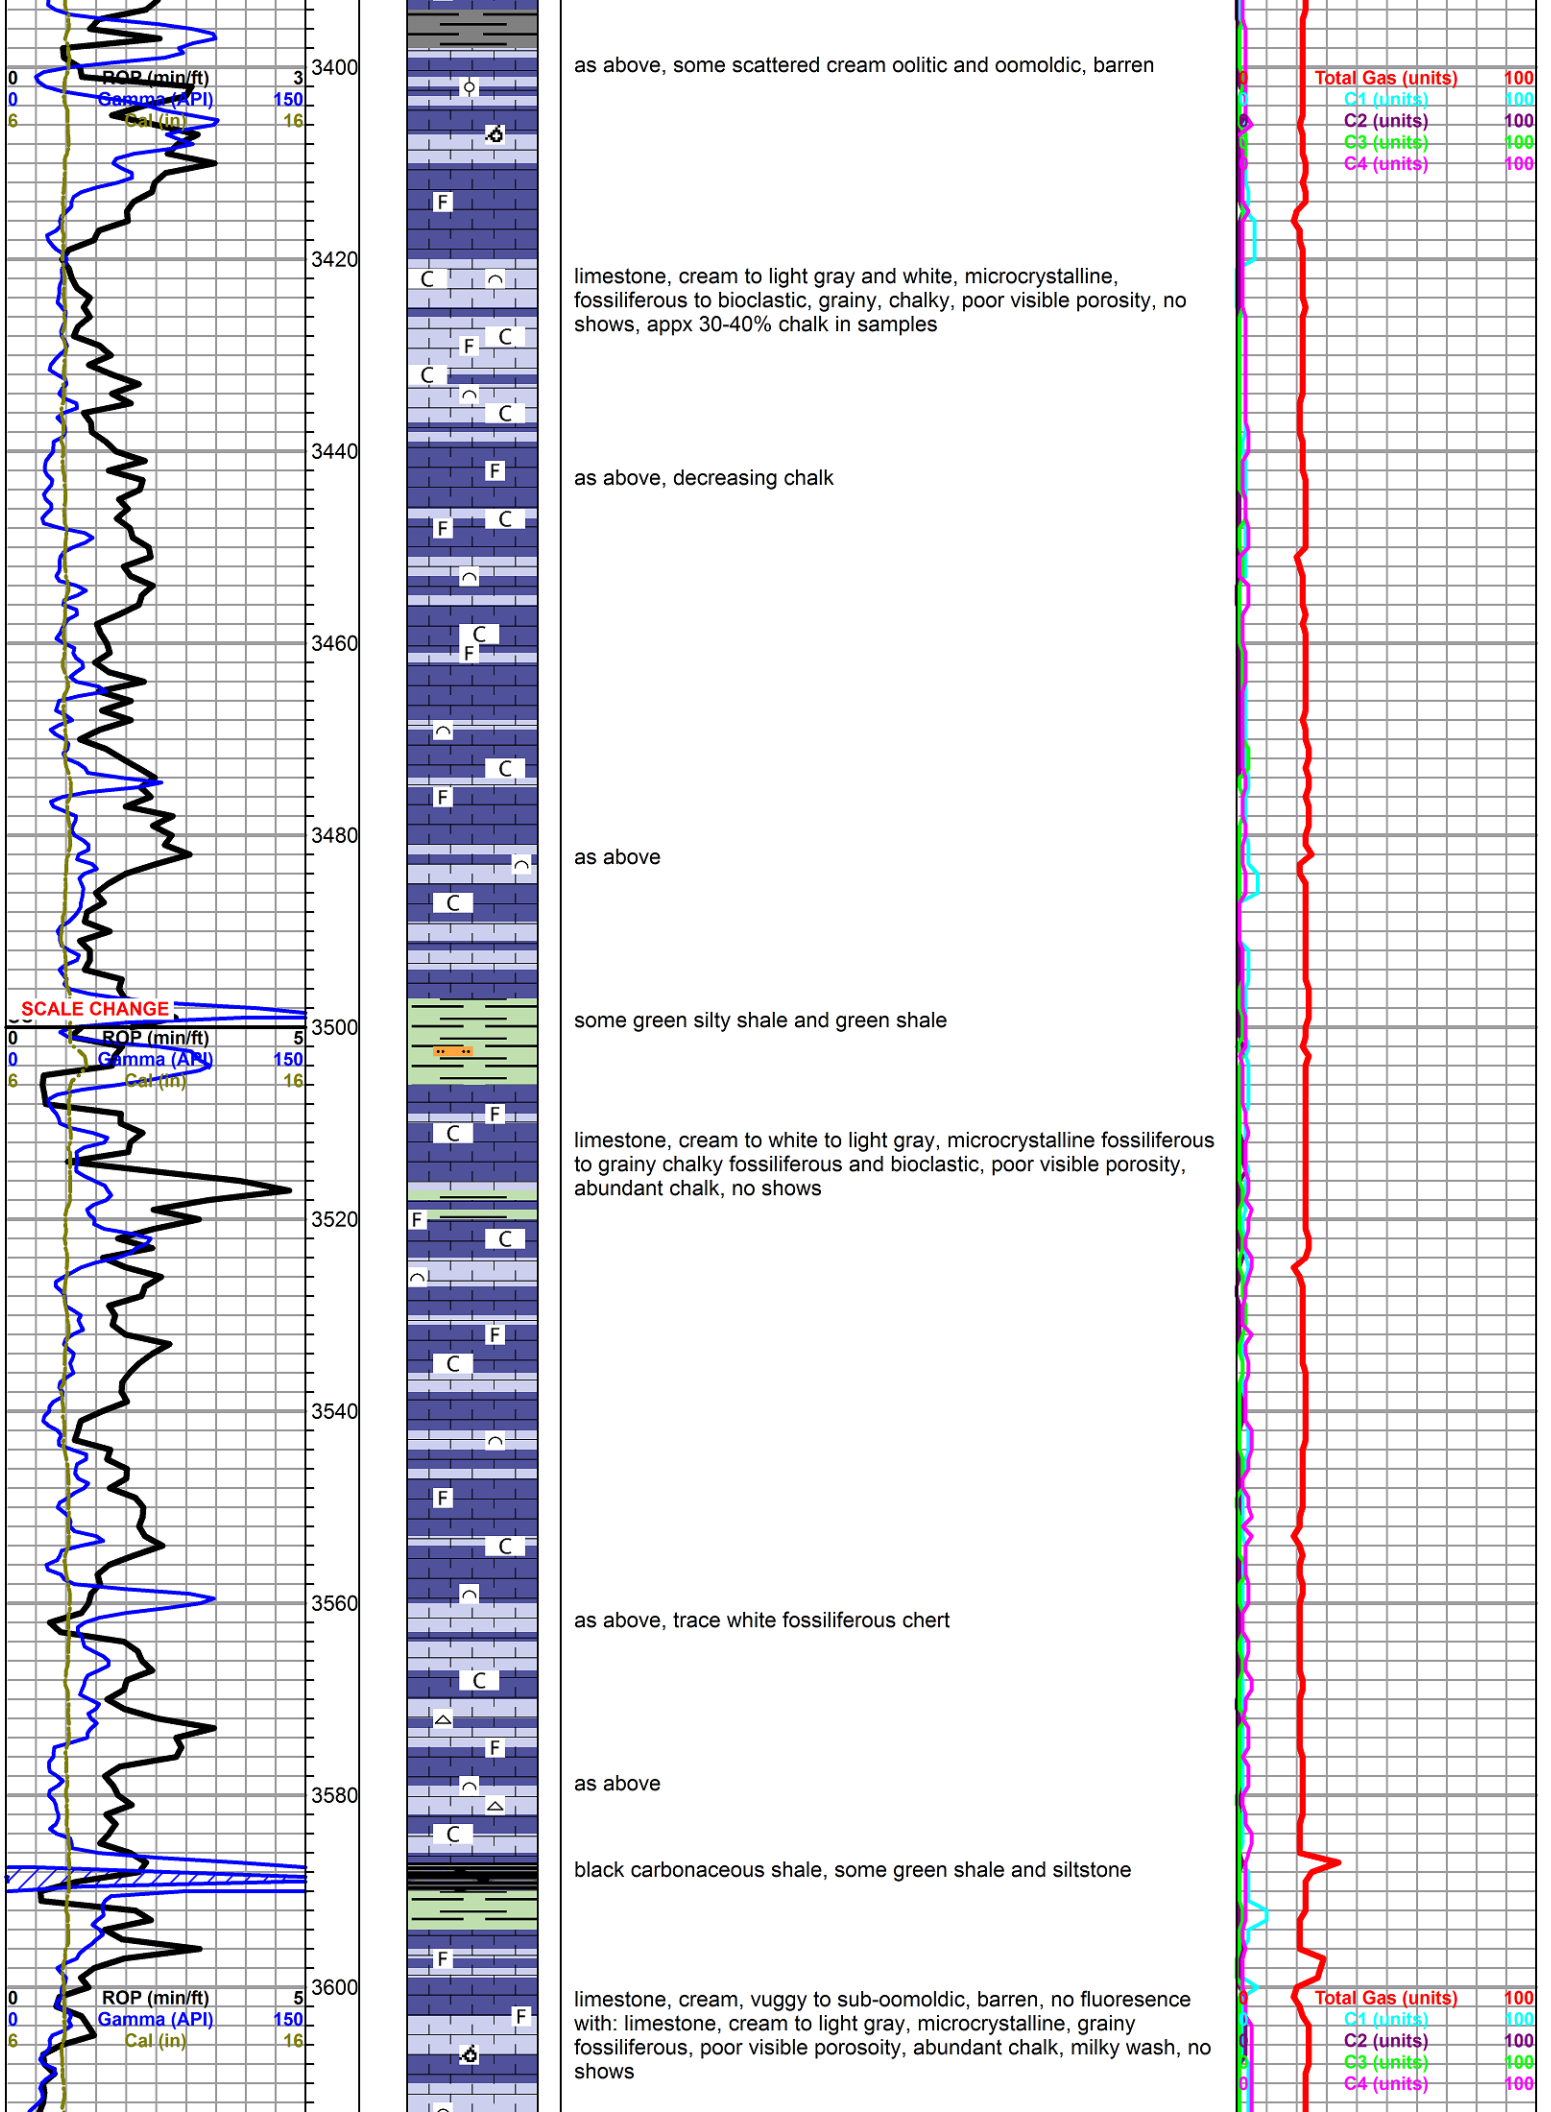 3400
as above, some scattered cream oolitic and oomoldic, barren
0 ROP (min/ft) 3
0 Gamma (API) 150
6 Cal (in) 16
0 Total Gas (units) 100
0 C1 (units) 100
0 C2 (units) 100
0 C3 (units) 100
0 C4 (units) 100
F
3420
C
limestone, cream to light gray and white, microcrystalline,
fossiliferous to bioclastic, grainy, chalky, poor visible porosity, no
shows, appx 30-40% chalk in samples
C
F
C
C
3440
F
as above, decreasing chalk
C
F
3460
C
F
C
F
3480
as above
C
SCALE CHANGE
3500
some green silty shale and green shale
0 ROP (min/ft) 5
0 Gamma (API) 150
6 Cal (in) 16
F
C
limestone, cream to white to light gray, microcrystalline fossiliferous
to grainy chalky fossiliferous and bioclastic, poor visible porosity,
abundant chalk, no shows
3520
F
C
F
C
3540
F
C
3560
as above, trace white fossiliferous chert
C
F
3580
as above
C
black carbonaceous shale, some green shale and siltstone
F
3600
0 ROP (min/ft) 5
0 Gamma (API) 150
6 Cal (in) 16
F
limestone, cream, vuggy to sub-oomoldic, barren, no fluoresence
with: limestone, cream to light gray, microcrystalline, grainy
fossiliferous, poor visible porosoity, abundant chalk, milky wash, no
shows
0 Total Gas (units) 100
0 C1 (units) 100
0 C2 (units) 100
0 C3 (units) 100
0 C4 (units) 100